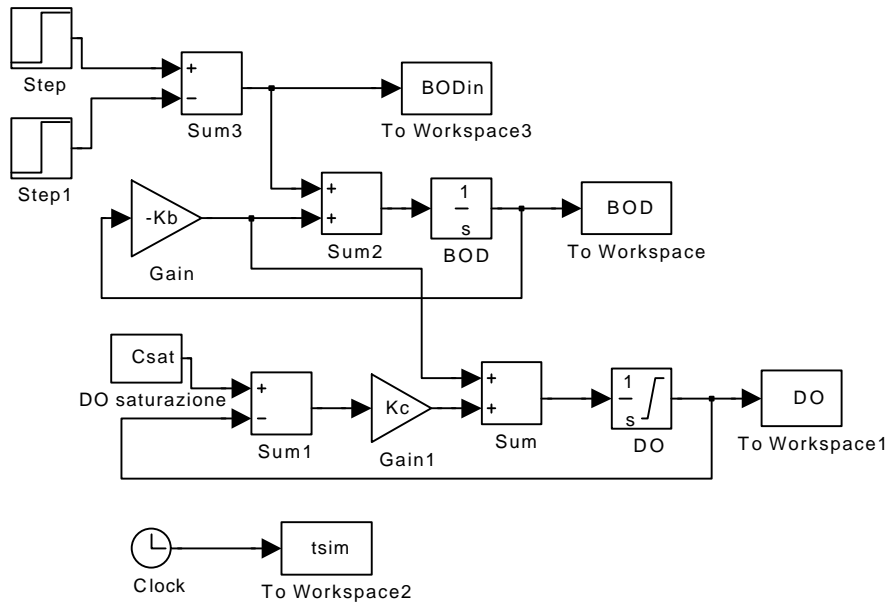 Step
+
−
Sum3
BODin
To Workspace3
Step1
-Kb
Gain
+
+
Sum2
1
s
BOD
BOD
To Workspace
Csat
DO saturazione
+
−
Sum1
Kc
Gain1
+
+
Sum
1
s
DO
DO
To Workspace1
Clock
tsim
To Workspace2